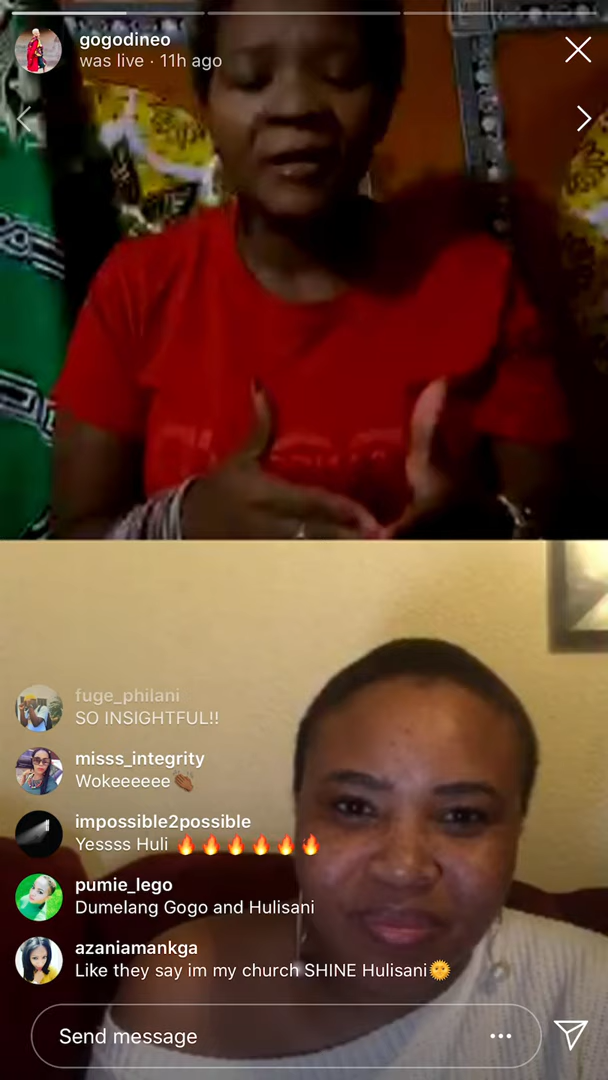 gogodineo
was live · 11h ago
fuge_philani
SO INSIGHTFUL!!
misss_integrity
Wokeeeeee👏🏾
impossible2possible
Yessss Huli 🔥🔥🔥🔥🔥🔥
pumie_lego
Dumelang Gogo and Hulisani
azaniamankga
Like they say im my church SHINE Hulisani🌞
Send message